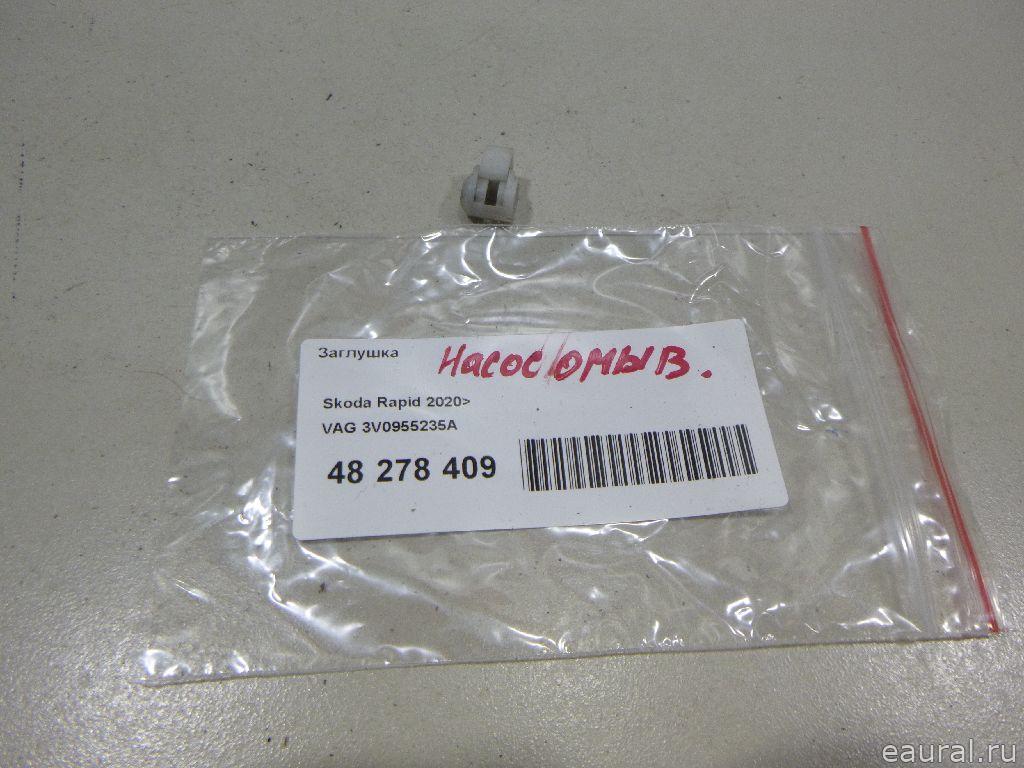 Заглушка Насос омыв.
Skoda Rapid 2020>
VAG 3V0955235A
48 278 409
eaural.ru